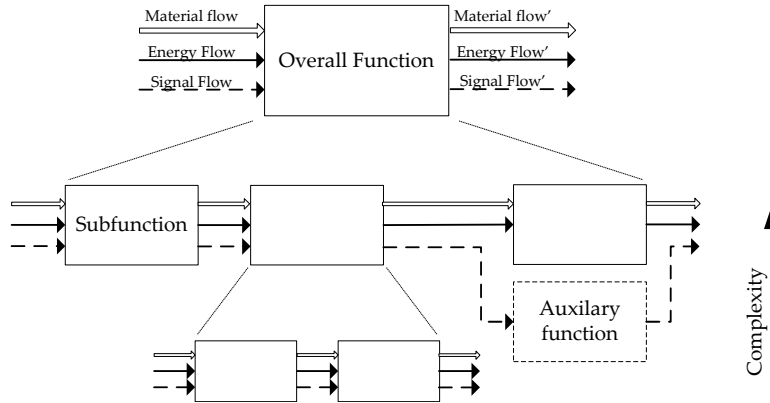 Material flow
Energy Flow
Signal Flow
Overall Function
Material flow'
Energy Flow'
Signal Flow'
Subfunction
Auxilary
function
Complexity